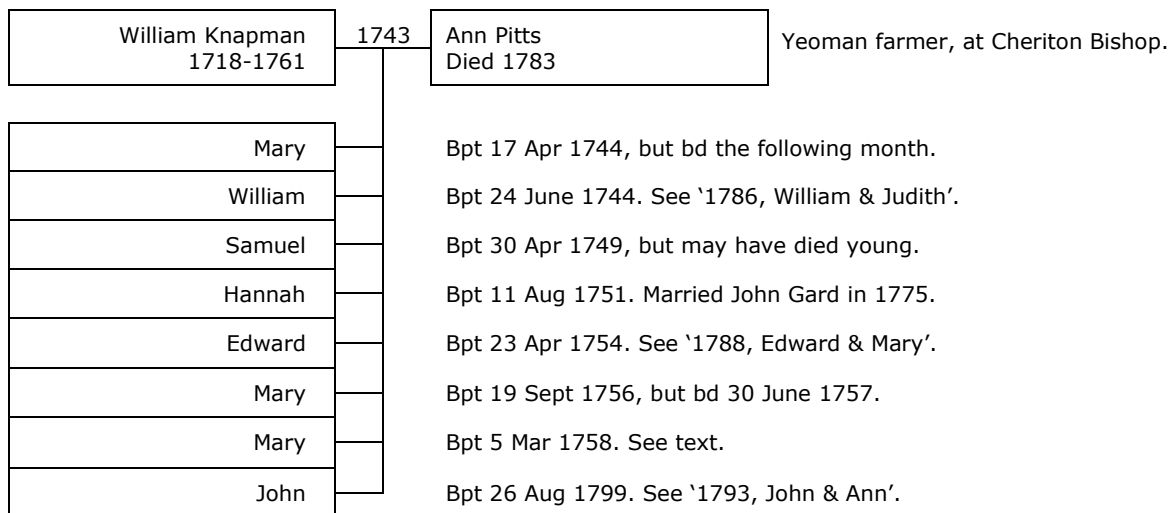 William Knapman 1743 Ann Pitts
1718-1761 Died 1783 Yeoman farmer, at Cheriton Bishop.
Mary Bpt 17 Apr 1744, but bd the following month.
William Bpt 24 June 1744. See ‘1786, William & Judith’.
Samuel Bpt 30 Apr 1749, but may have died young.
Hannah Bpt 11 Aug 1751. Married John Gard in 1775.
Edward Bpt 23 Apr 1754. See ‘1788, Edward & Mary’.
Mary Bpt 19 Sept 1756, but bd 30 June 1757.
Mary Bpt 5 Mar 1758. See text.
John Bpt 26 Aug 1799. See ‘1793, John & Ann’.